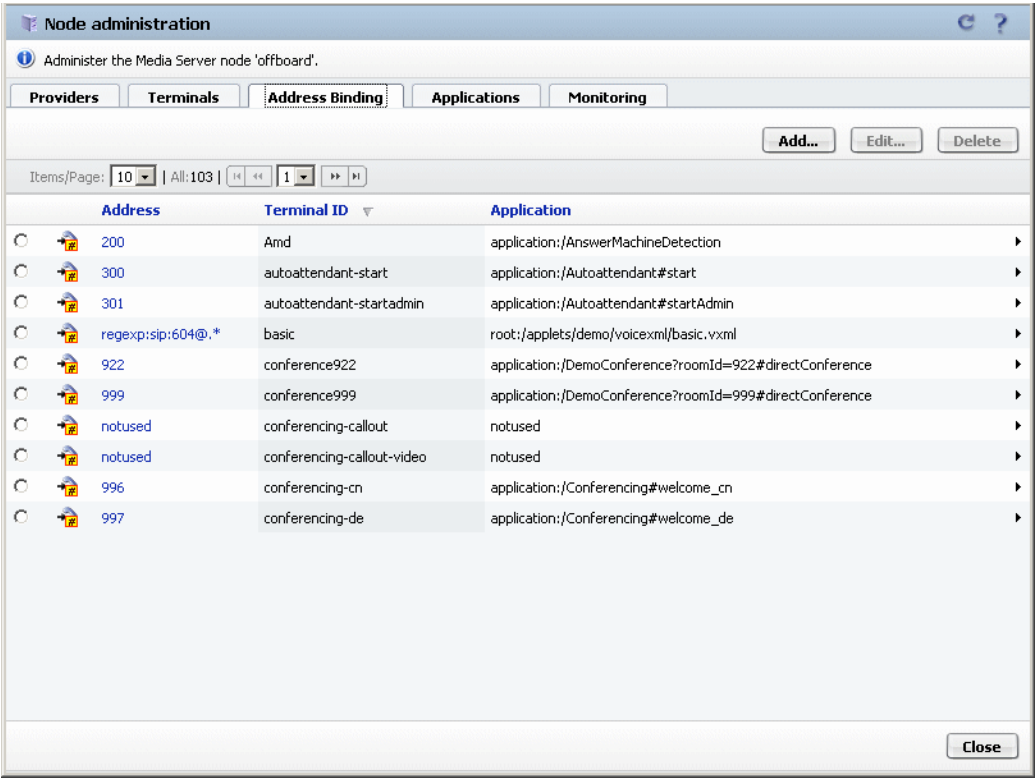 Node administration
Administer the Media Server node 'offboard'.
Providers Terminals Address Binding Applications Monitoring
Add... Edit... Delete
Items/Page: 10 | All:103 | 1
Address Terminal ID Application
200 Amd application:/AnswerMachineDetection
300 autoattendant-start application:/Autoattendant#start
301 autoattendant-startadmin application:/Autoattendant#startAdmin
regexp:sip:604@.* basic root:/applets/demo/voicexml/basic.vxml
922 conference922 application:/DemoConference?roomId=922#directConference
999 conference999 application:/DemoConference?roomId=999#directConference
notused conferencing-callout notused
notused conferencing-callout-video notused
996 conferencing-cn application:/Conferencing#welcome_cn
997 conferencing-de application:/Conferencing#welcome_de
Close